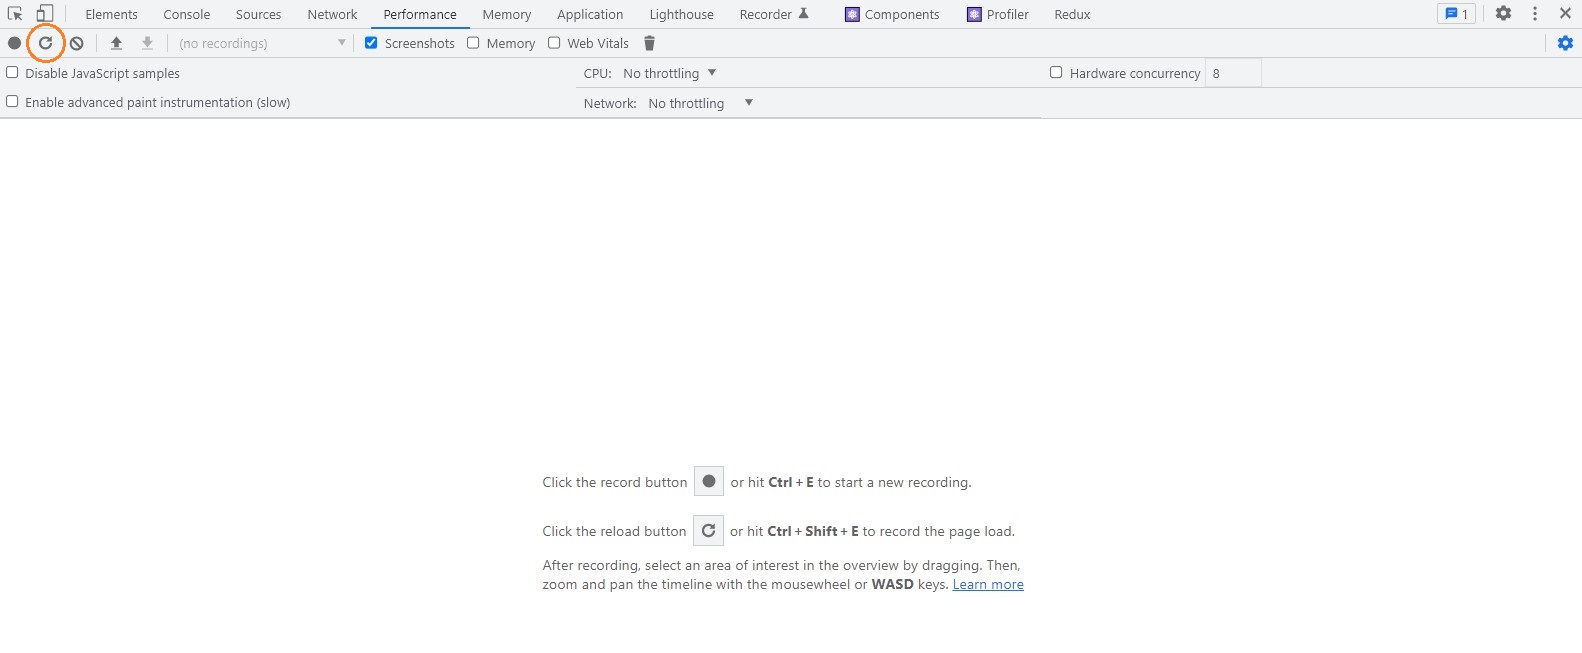 Elements Console Sources Network Performance Memory Application Lighthouse Recorder Components Profiler Redux 1
(no recordings) Screenshots Memory Web Vitals
Disable JavaScript samples CPU: No throttling Hardware concurrency 8
Enable advanced paint instrumentation (slow) Network: No throttling
Click the record button or hit Ctrl + E to start a new recording.
Click the reload button or hit Ctrl + Shift + E to record the page load.
After recording, select an area of interest in the overview by dragging. Then,
zoom and pan the timeline with the mousewheel or WASD keys. Learn more